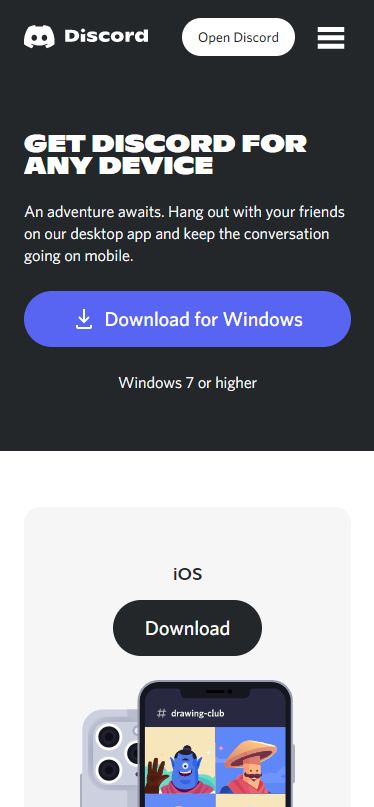 Discord
Open Discord
GET DISCORD FOR
ANY DEVICE
An adventure awaits. Hang out with your friends
on our desktop app and keep the conversation
going on mobile.
Download for Windows
Windows 7 or higher
iOS
Download
# drawing-club